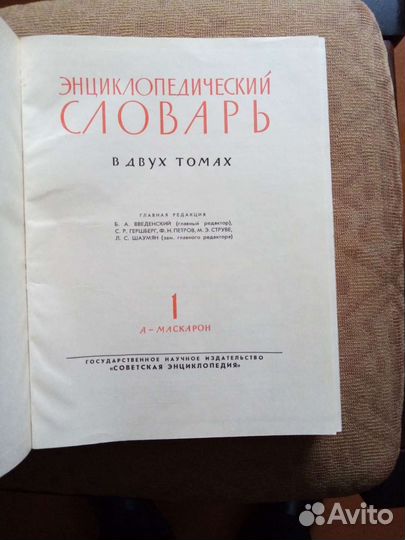 ЭНЦИКЛОПЕДИЧЕСКИЙ
СЛОВАРЬ
В ДВУХ ТОМАХ
ГЛАВНАЯ РЕДАКЦИЯ
Б. А. ВВЕДЕНСКИЙ (главный редактор),
С. Р. ГЕРШБЕРГ, Ф. Н. ПЕТРОВ, М. Э. СТРУВЕ,
Л. С. ШАУМЯН (зам. главного редактора)
1
А – МАСКАРОН
ГОСУДАРСТВЕННОЕ НАУЧНОЕ ИЗДАТЕЛЬСТВО
«СОВЕТСКАЯ ЭНЦИКЛОПЕДИЯ»
Avito